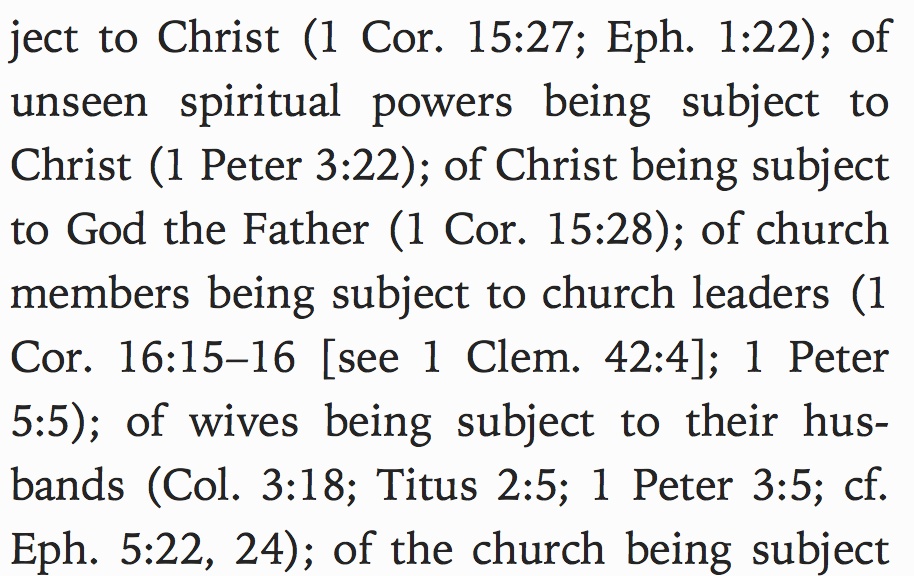 ject to Christ (1 Cor. 15:27; Eph. 1:22); of
unseen spiritual powers being subject to
Christ (1 Peter 3:22); of Christ being subject
to God the Father (1 Cor. 15:28); of church
members being subject to church leaders (1
Cor. 16:15–16 [see 1 Clem. 42:4]; 1 Peter
5:5); of wives being subject to their hus-
bands (Col. 3:18; Titus 2:5; 1 Peter 3:5; cf.
Eph. 5:22, 24); of the church being subject